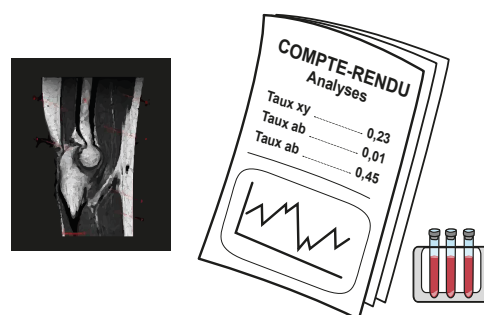 COMPTE-RENDU
Analyses
Taux xy ............ 0,23
Taux ab ............ 0,01
Taux ab ............ 0,45